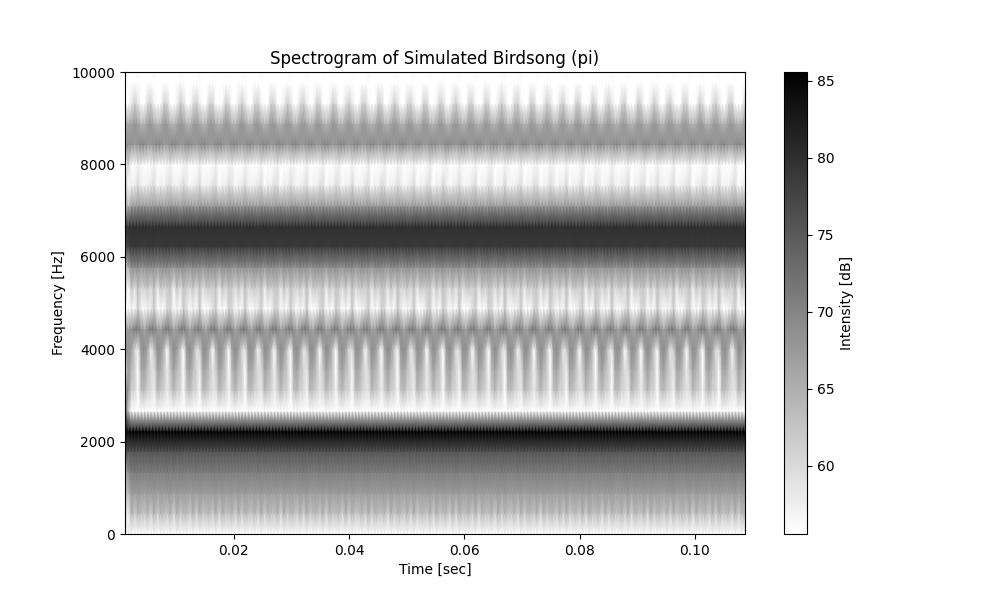 Spectrogram of Simulated Birdsong (pi)
10000
8000
6000
4000
2000
0
Frequency [Hz]
0.02 0.04 0.06 0.08 0.10
Time [sec]
85
80
75
70
65
60
Intensity [dB]